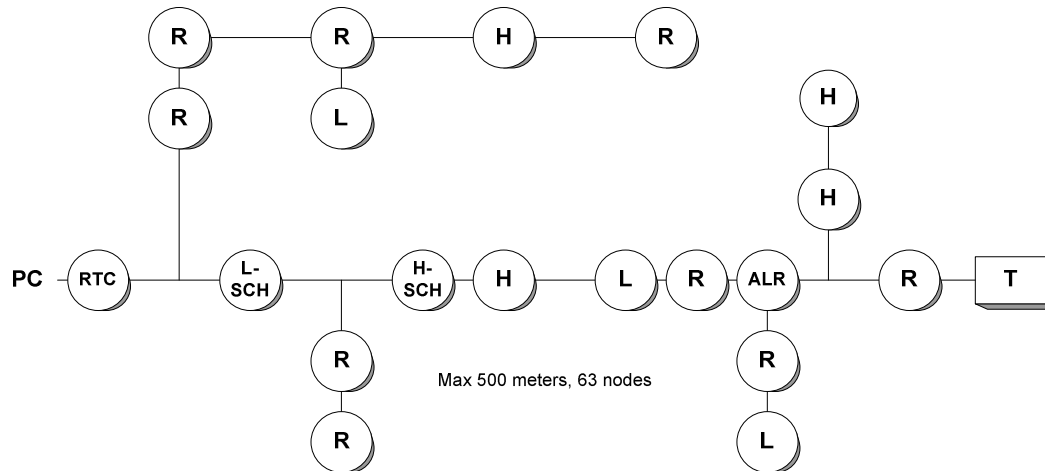 R R H R
R L H
H
PC RTC L-
SCH H-
SCH H L R ALR R T
R R
Max 500 meters, 63 nodes
R L